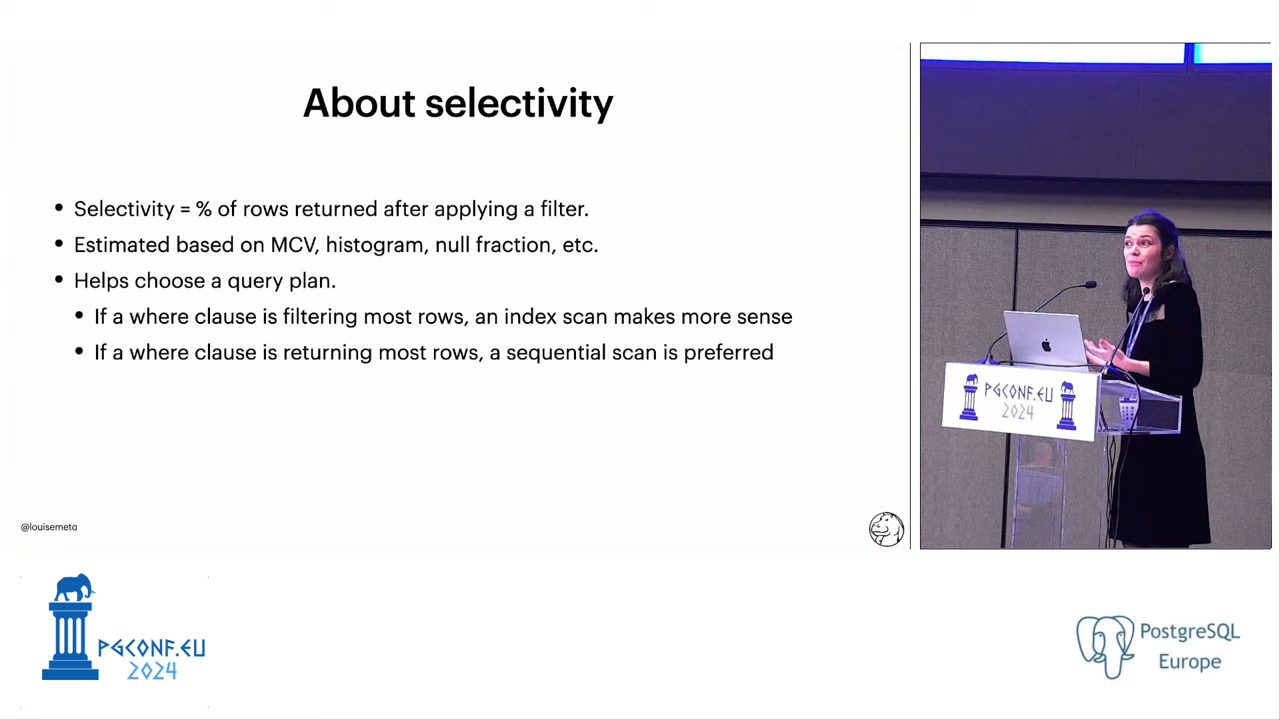 About selectivity
• Selectivity = % of rows returned after applying a filter.
• Estimated based on MCV, histogram, null fraction, etc.
• Helps choose a query plan.
• If a where clause is filtering most rows, an index scan makes more sense
• If a where clause is returning most rows, a sequential scan is preferred
@louisemeta
PGCONF.EU
2024
PGCONF.EU
2024
PostgreSQL
Europe